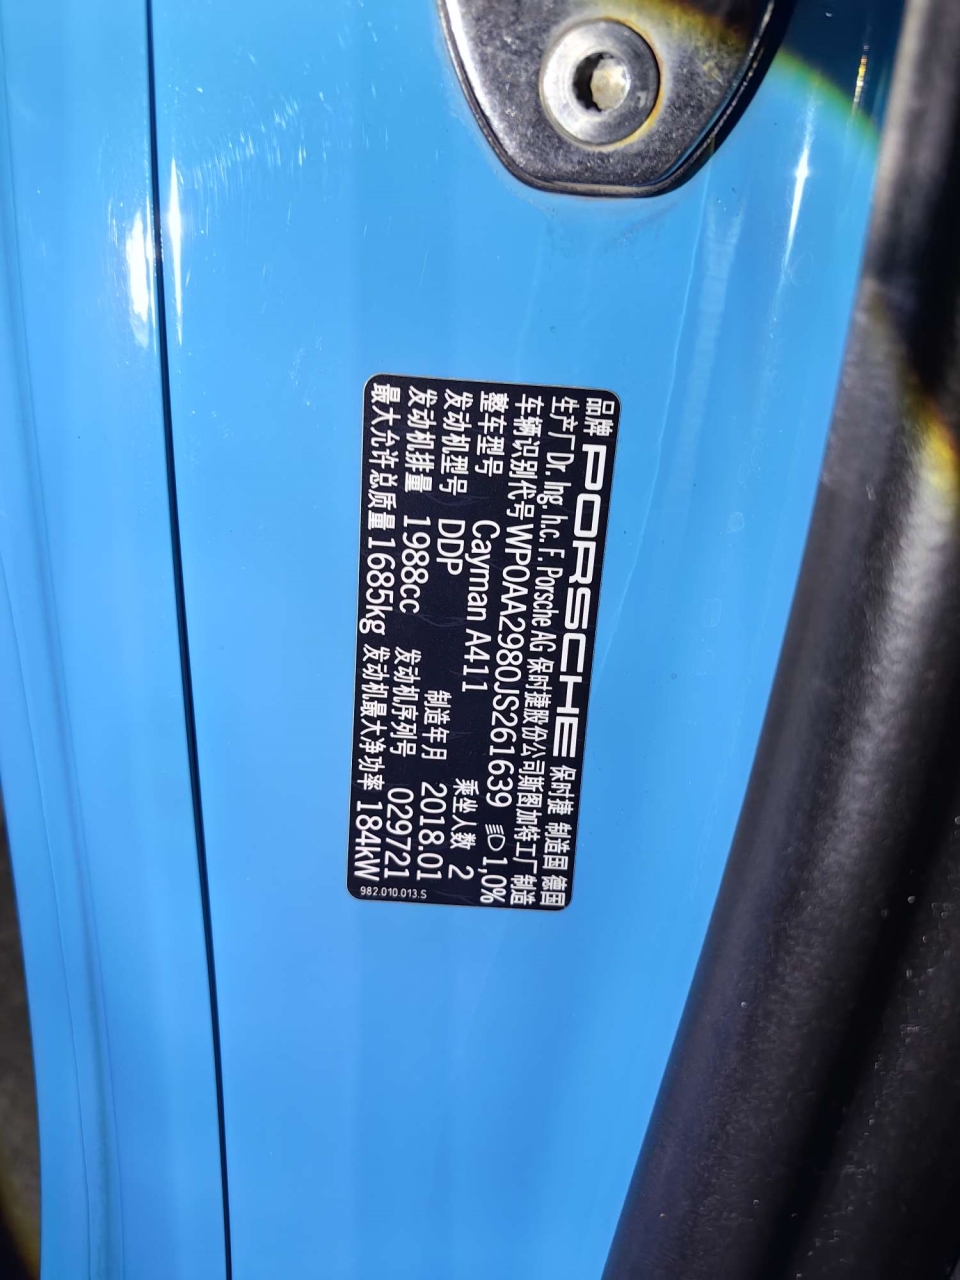 品牌 PORSCHE 保时捷 制造国 德国
生产厂 Dr. Ing. h.c. F. Porsche AG 保时捷股份公司斯图加特工厂制造
车辆识别代号 WP0AA2980JS261639 1,0%
整车型号 Cayman A411 乘坐人数 2
发动机型号 DDP 制造年月 2018.01
发动机排量 1988cc 发动机序列号 029721
最大允许总质量 1685kg 发动机最大净功率 184kW
982.010.013.S